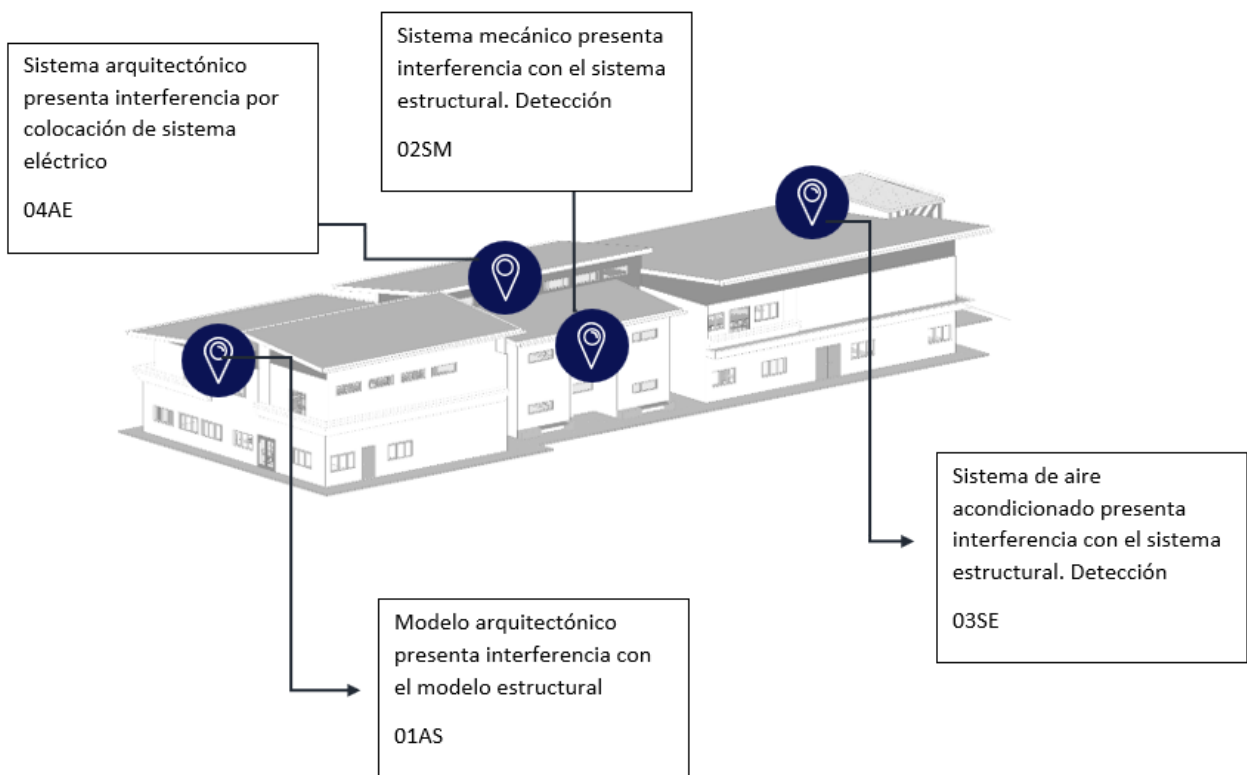 Sistema arquitectónico
presenta interferencia por
colocación de sistema
eléctrico
04AE
Sistema mecánico presenta
interferencia con el sistema
estructural. Detección
02SM
Sistema de aire
acondicionado presenta
interferencia con el sistema
estructural. Detección
03SE
Modelo arquitectónico
presenta interferencia con
el modelo estructural
01AS